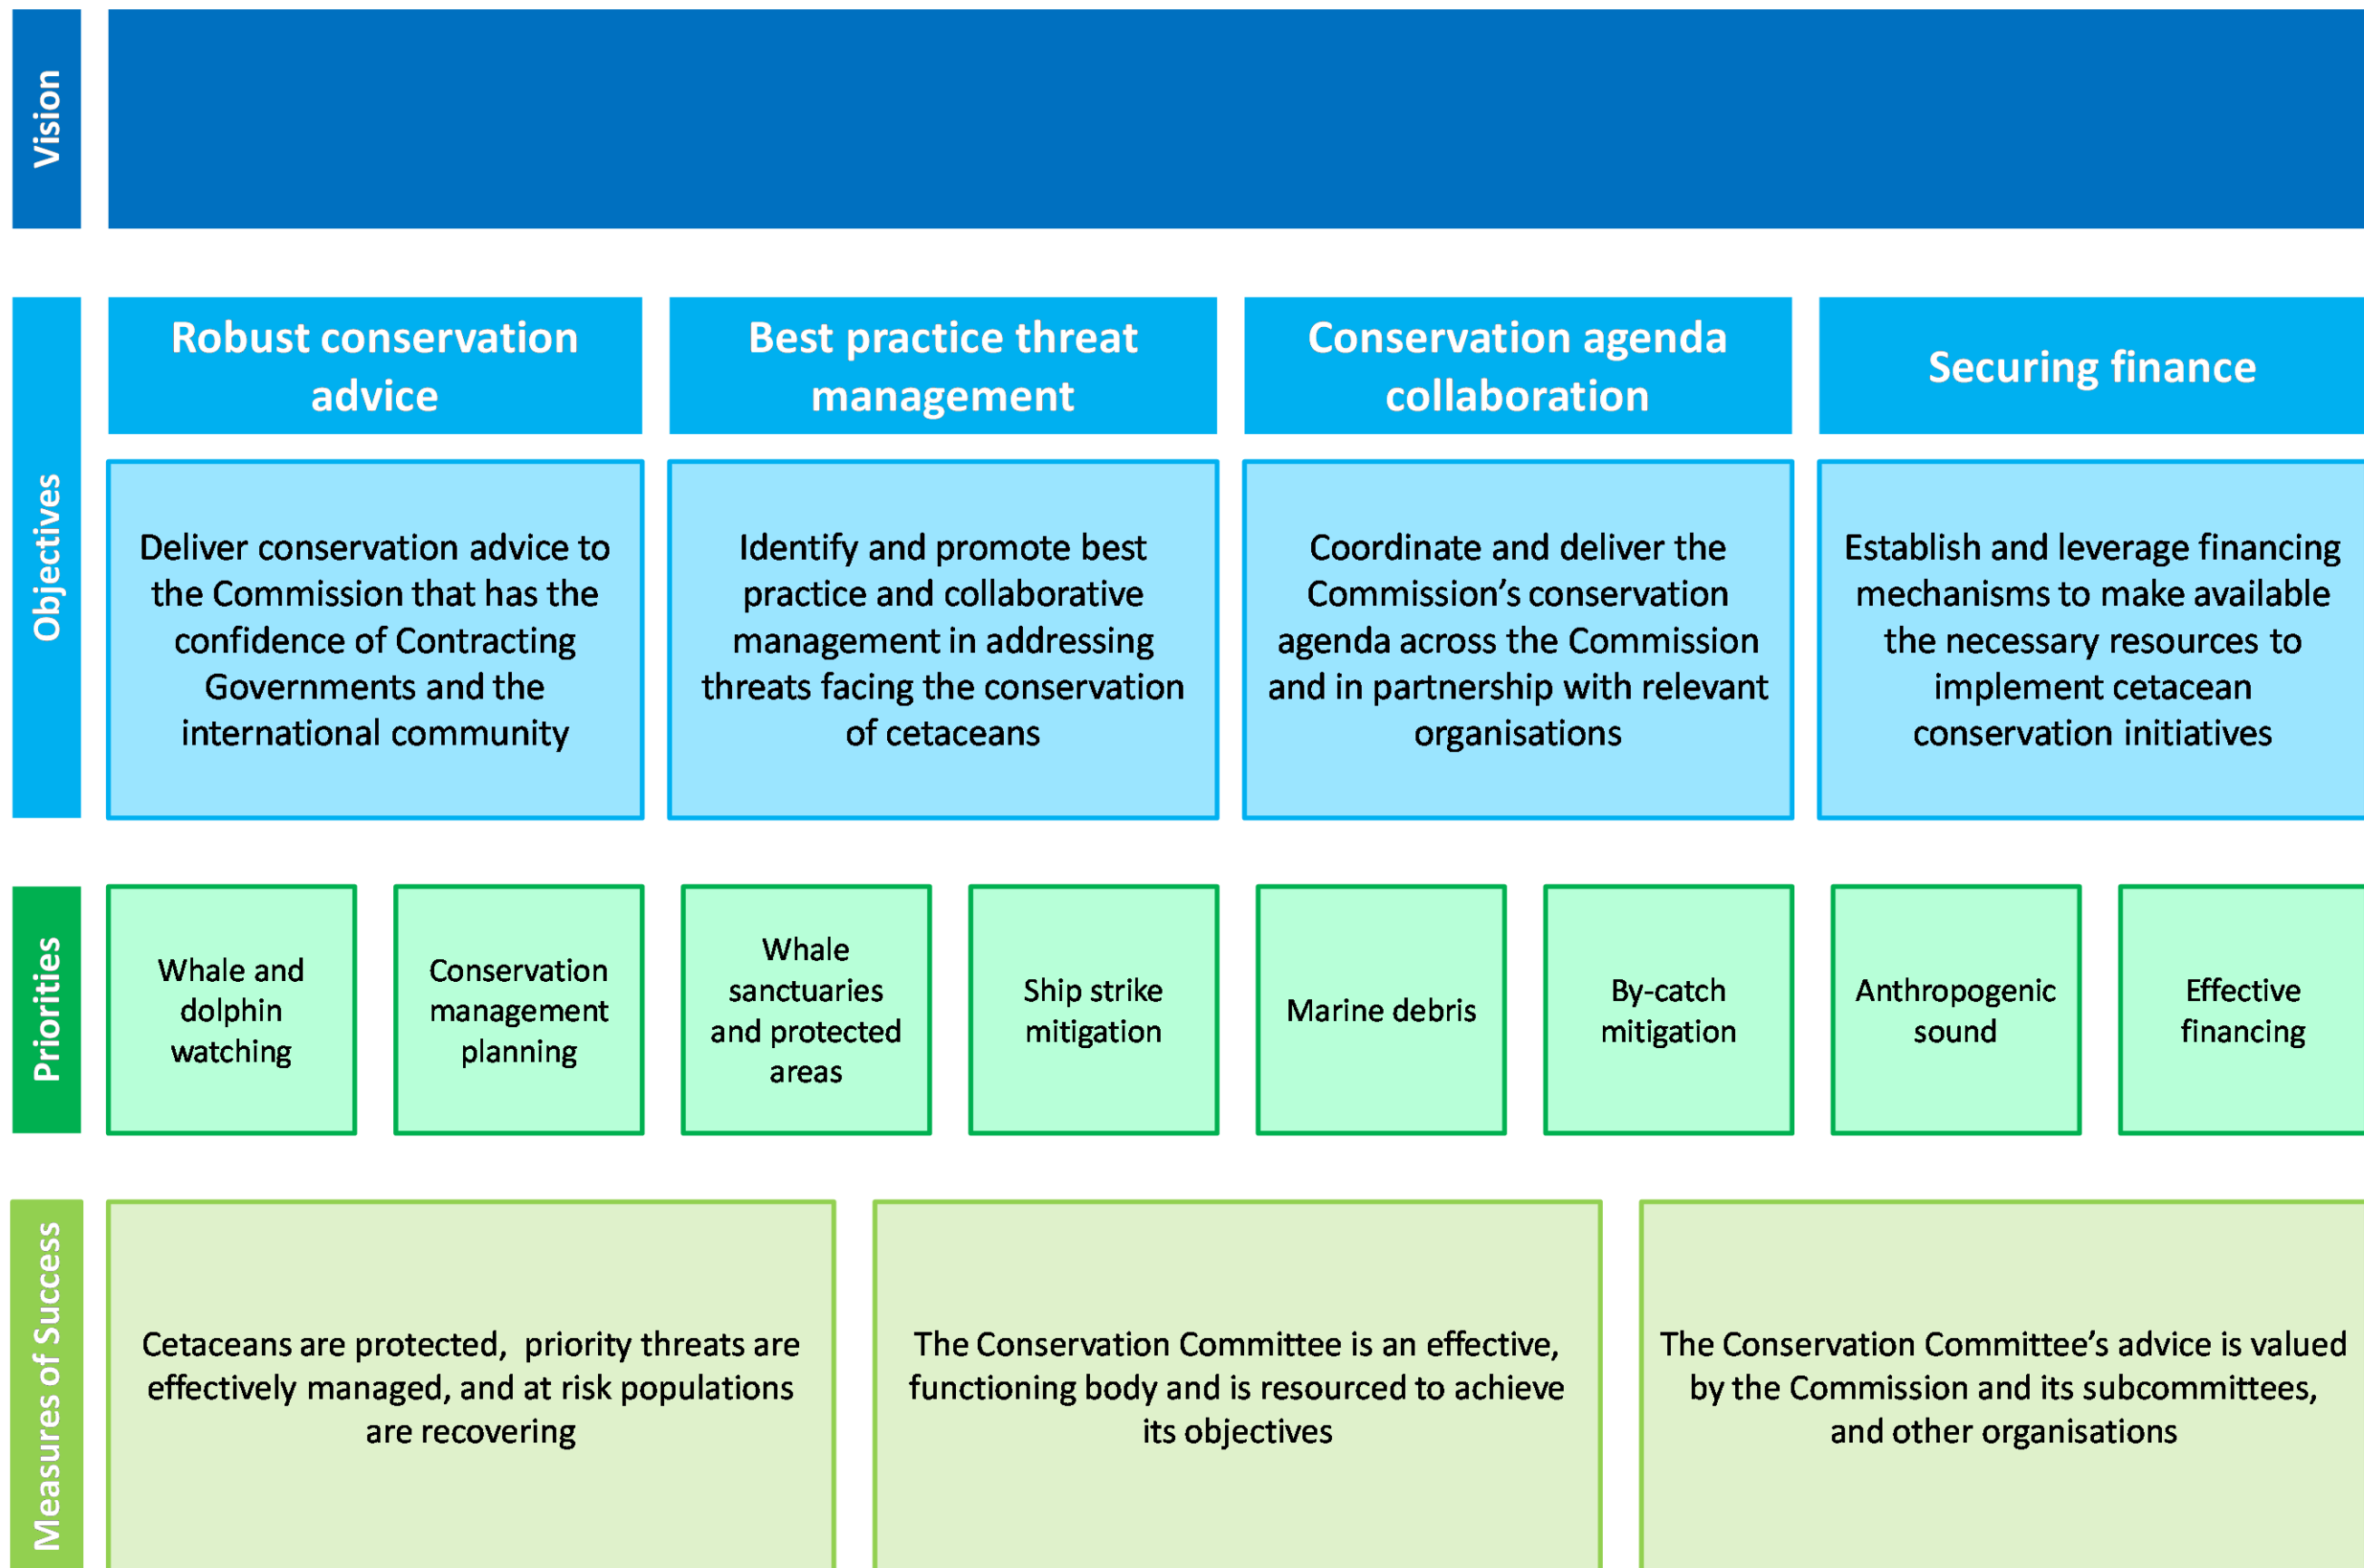 Vision
Objectives
Robust conservation
advice
Best practice threat
management
Conservation agenda
collaboration
Securing finance
Deliver conservation advice to
the Commission that has the
confidence of Contracting
Governments and the
international community
Identify and promote best
practice and collaborative
management in addressing
threats facing the conservation
of cetaceans
Coordinate and deliver the
Commission’s conservation
agenda across the Commission
and in partnership with relevant
organisations
Establish and leverage financing
mechanisms to make available
the necessary resources to
implement cetacean
conservation initiatives
Priorities
Whale and
dolphin
watching
Conservation
management
planning
Whale
sanctuaries
and protected
areas
Ship strike
mitigation
Marine debris
By-catch
mitigation
Anthropogenic
sound
Effective
financing
Measures of Success
Cetaceans are protected,  priority threats are
effectively managed, and at risk populations
are recovering
The Conservation Committee is an effective,
functioning body and is resourced to achieve
its objectives
The Conservation Committee’s advice is valued
by the Commission and its subcommittees,
and other organisations